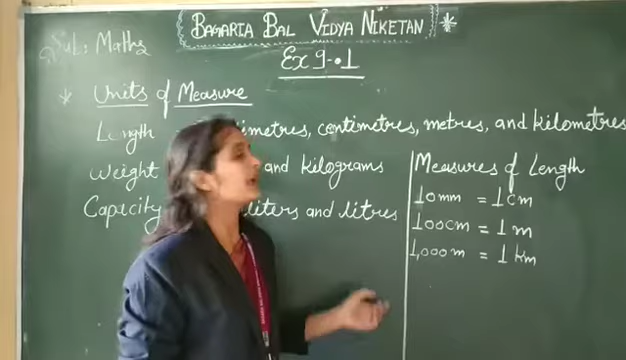 BAGARIA BAL VIDYA NIKETAN
Sub: Maths
Ex 9.1
Units of Measure
Length imetres, centimetres, metres, and kilometres
Weight and kilograms
Capacity liters and litres
Measures of Length
10mm = 1cm
100cm = 1m
1,000m = 1km